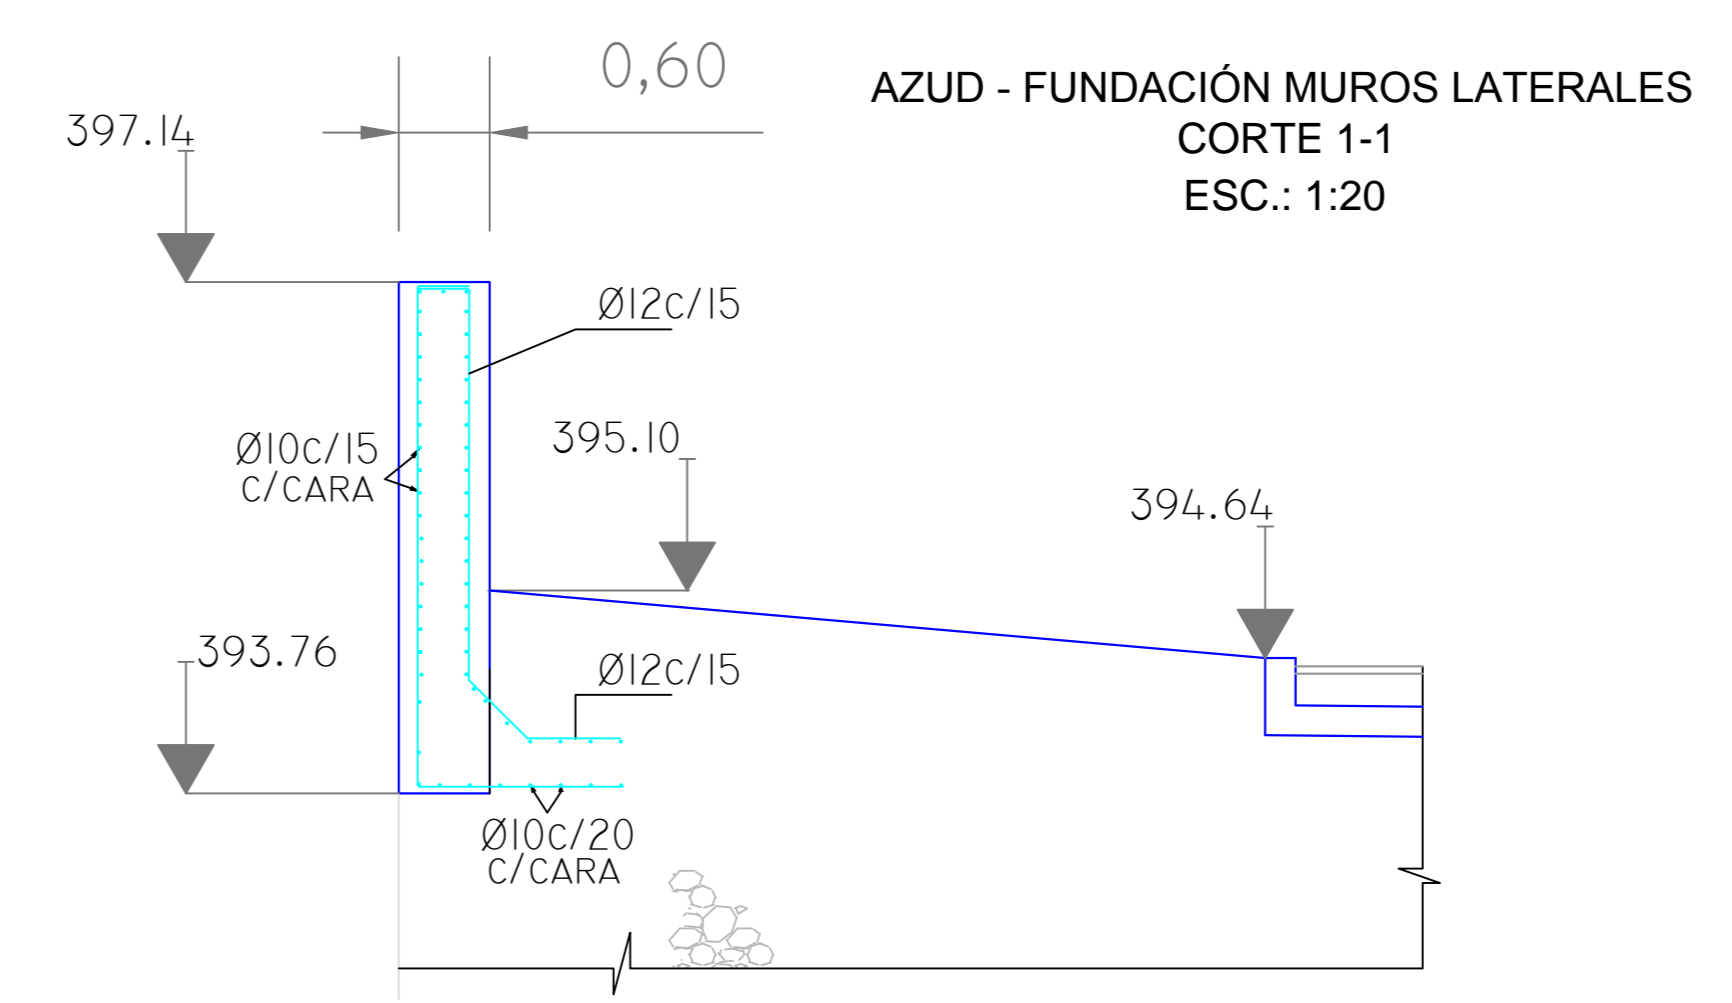 0,60
AZUD - FUNDACIÓN MUROS LATERALES
CORTE 1-1
ESC.: 1:20
397.14
Ø12c/15
Ø10c/15
C/CARA
395.10
394.64
393.76
Ø12c/15
Ø10c/20
C/CARA